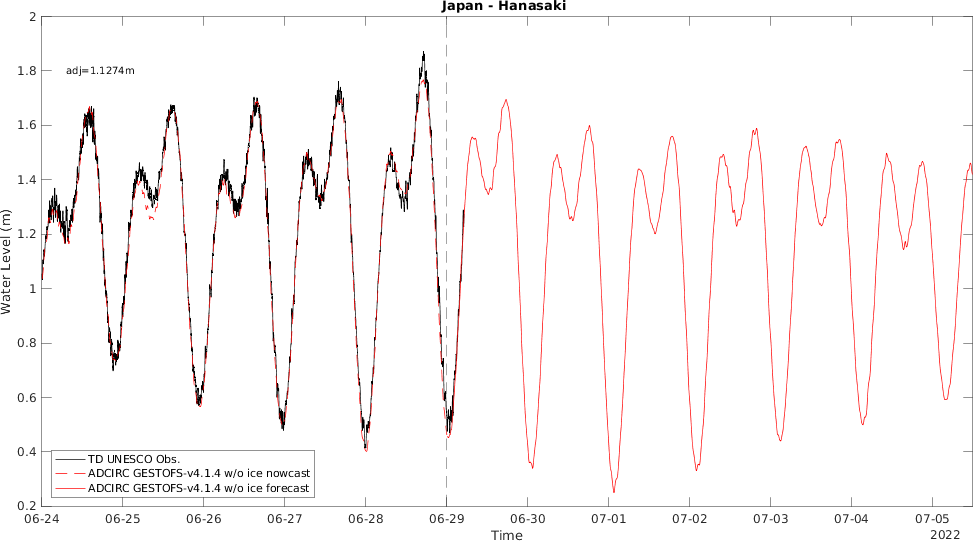 Japan - Hanasaki
2
1.8
1.6
1.4
1.2
1
0.8
0.6
0.4
0.2
Water Level (m)
adj=1.1274m
TD UNESCO Obs.
ADCIRC GESTOFS-v4.1.4 w/o ice nowcast
ADCIRC GESTOFS-v4.1.4 w/o ice forecast
06-24 06-25 06-26 06-27 06-28 06-29 06-30 07-01 07-02 07-03 07-04 07-05
Time
2022